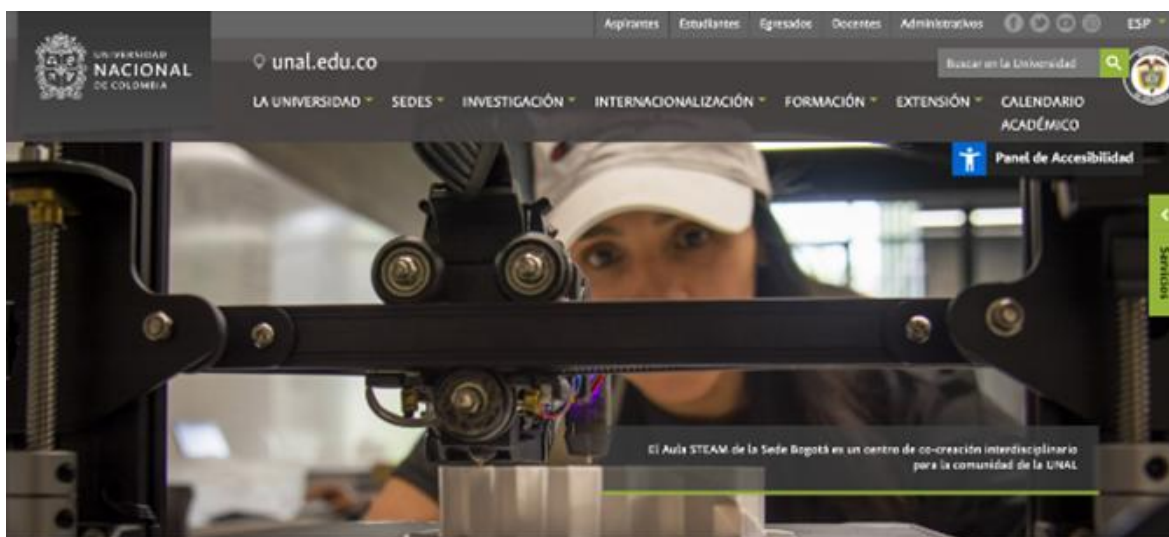 Aspirantes Estudiantes Egresados Docentes Administrativos ESP
UNIVERSIDAD
NACIONAL
DE COLOMBIA
unal.edu.co
Buscar en la Universidad
LA UNIVERSIDAD SEDES INVESTIGACIÓN INTERNACIONALIZACIÓN FORMACIÓN EXTENSIÓN CALENDARIO
ACADÉMICO
Panel de Accesibilidad
Servicios
El Aula STEAM de la Sede Bogotá es un centro de co-creación interdisciplinario
para la comunidad de la UNAL